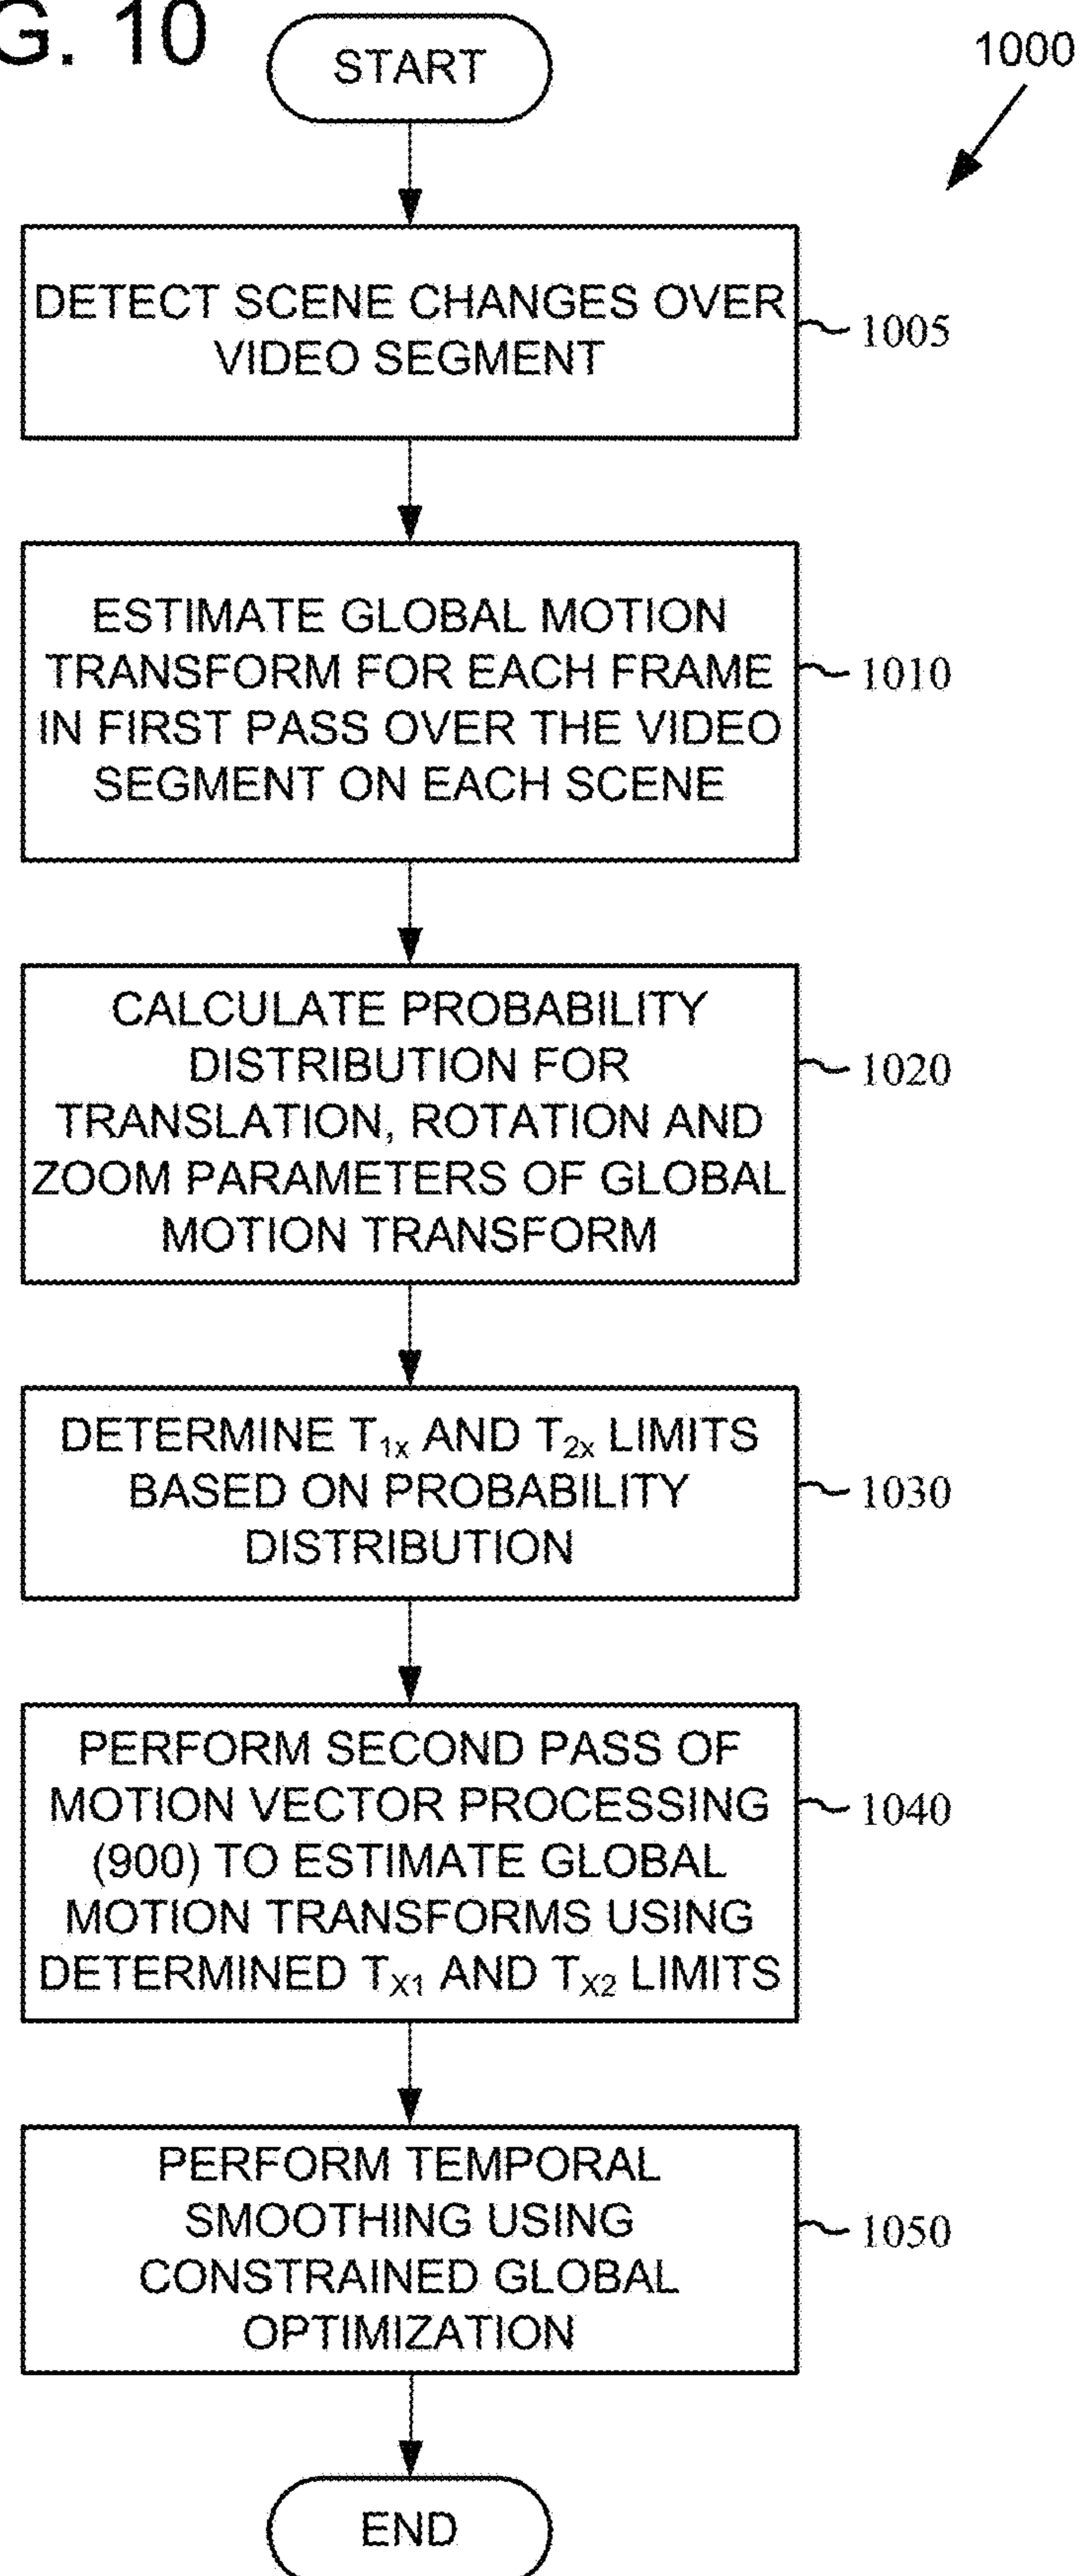 G. 10
START
1000
DETECT SCENE CHANGES OVER
VIDEO SEGMENT
1005
ESTIMATE GLOBAL MOTION
TRANSFORM FOR EACH FRAME
IN FIRST PASS OVER THE VIDEO
SEGMENT ON EACH SCENE
1010
CALCULATE PROBABILITY
DISTRIBUTION FOR
TRANSLATION, ROTATION AND
ZOOM PARAMETERS OF GLOBAL
MOTION TRANSFORM
1020
DETERMINE T₁ₓ AND T₂ₓ LIMITS
BASED ON PROBABILITY
DISTRIBUTION
1030
PERFORM SECOND PASS OF
MOTION VECTOR PROCESSING
(900) TO ESTIMATE GLOBAL
MOTION TRANSFORMS USING
DETERMINED TX1 AND TX2 LIMITS
1040
PERFORM TEMPORAL
SMOOTHING USING
CONSTRAINED GLOBAL
OPTIMIZATION
1050
END